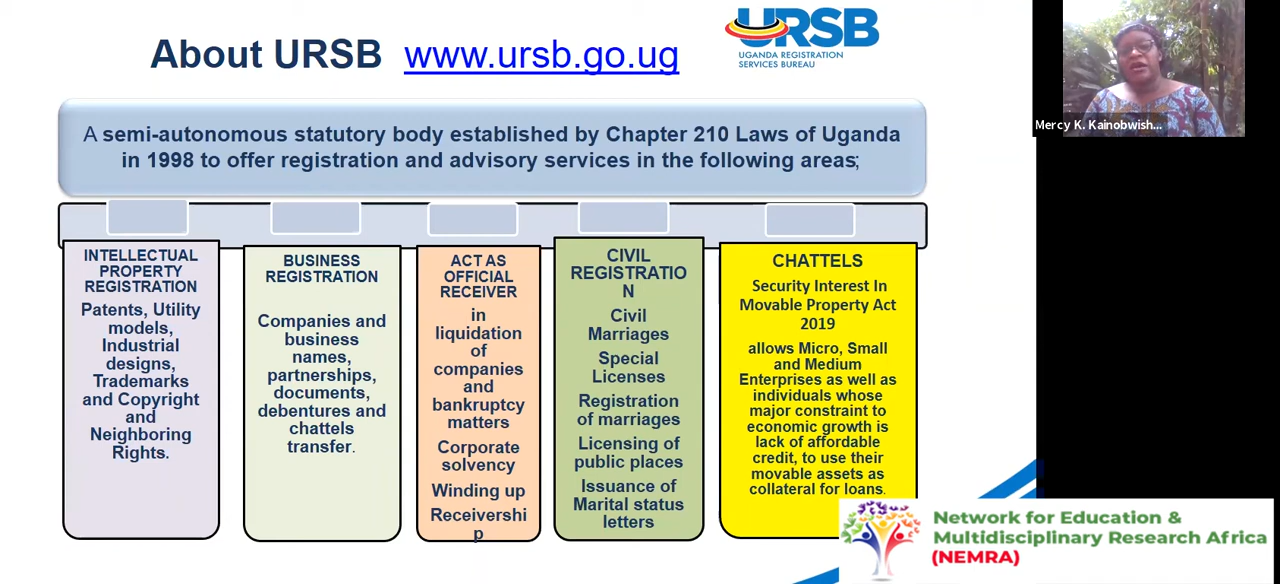 About URSB www.ursb.go.ug
URSB
UGANDA REGISTRATION
SERVICES BUREAU
Mercy K. Kainobwish...
A semi-autonomous statutory body established by Chapter 210 Laws of Uganda
in 1998 to offer registration and advisory services in the following areas;
INTELLECTUAL
PROPERTY
REGISTRATION
Patents, Utility
models,
Industrial
designs,
Trademarks
and Copyright
and
Neighboring
Rights.
BUSINESS
REGISTRATION
Companies and
business
names,
partnerships,
documents,
debentures and
chattels
transfer.
ACT AS
OFFICIAL
RECEIVER
in
liquidation
of
companies
and
bankruptcy
matters
Corporate
solvency
Winding up
Receivershi
p
CIVIL
REGISTRATIO
N
Civil
Marriages
Special
Licenses
Registration
of marriages
Licensing of
public places
Issuance of
Marital status
letters
CHATTELS
Security Interest In
Movable Property Act
2019
allows Micro, Small
and Medium
Enterprises as well as
individuals whose
major constraint to
economic growth is
lack of affordable
credit, to use their
movable assets as
collateral for loans.
Network for Education &
Multidisciplinary Research Africa
(NEMRA)